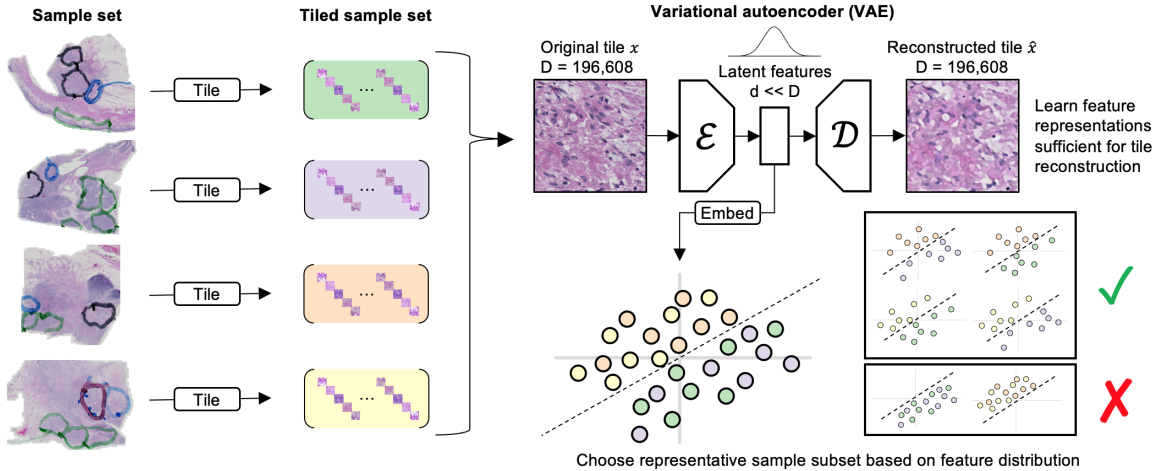 Sample set
Tiled sample set
Variational autoencoder (VAE)
Original tile x
D = 196,608
Latent features
d << D
Reconstructed tile x̂
D = 196,608
Tile
...
Tile
...
Tile
...
Tile
...
ℰ
𝒟
Learn feature
representations
sufficient for tile
reconstruction
Embed
Choose representative sample subset based on feature distribution